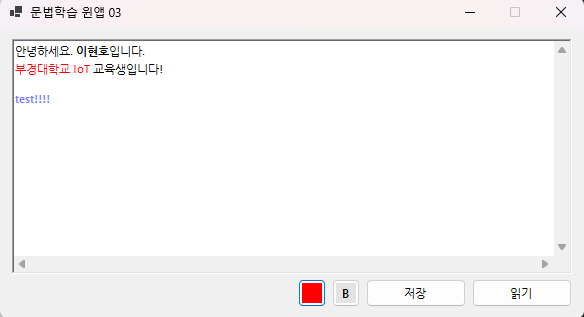 문법학습 윈앱 03
안녕하세요. 이현호입니다.
부경대학교 IoT 교육생입니다!
test!!!!
B
저장
읽기